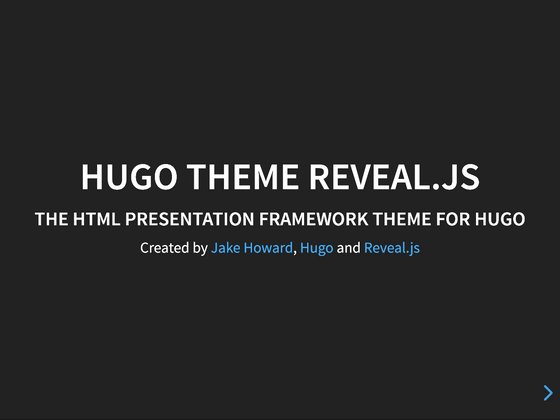 HUGO THEME REVEAL.JS
THE HTML PRESENTATION FRAMEWORK THEME FOR HUGO
Created by Jake Howard, Hugo and Reveal.js